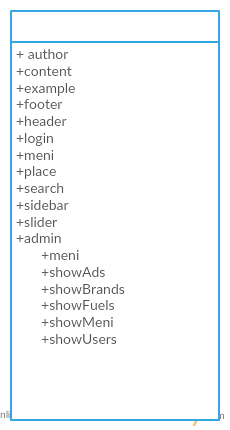 + author
+content
+example
+footer
+header
+login
+meni
+place
+search
+sidebar
+slider
+admin
+meni
+showAds
+showBrands
+showFuels
+showMeni
+showUsers